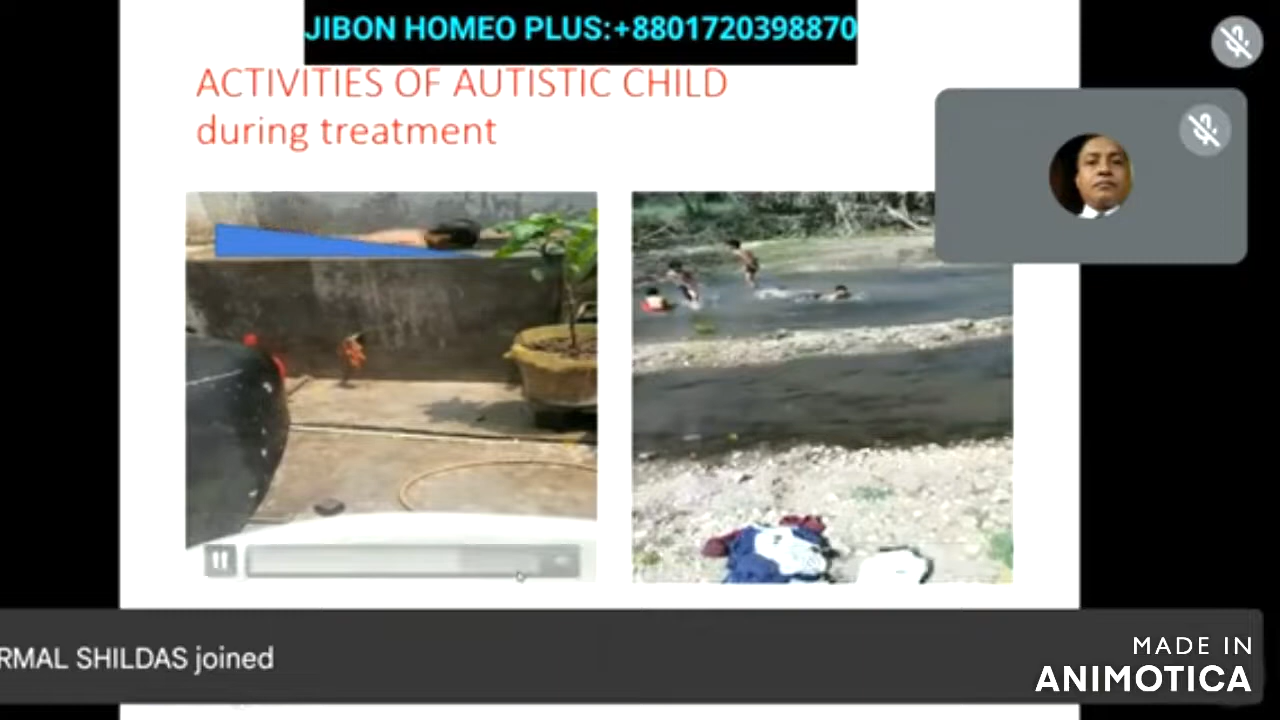 JIBON HOMEO PLUS:+8801720398870
ACTIVITIES OF AUTISTIC CHILD
during treatment
RMAL SHILDAS joined
MADE IN
ANIMOTICA